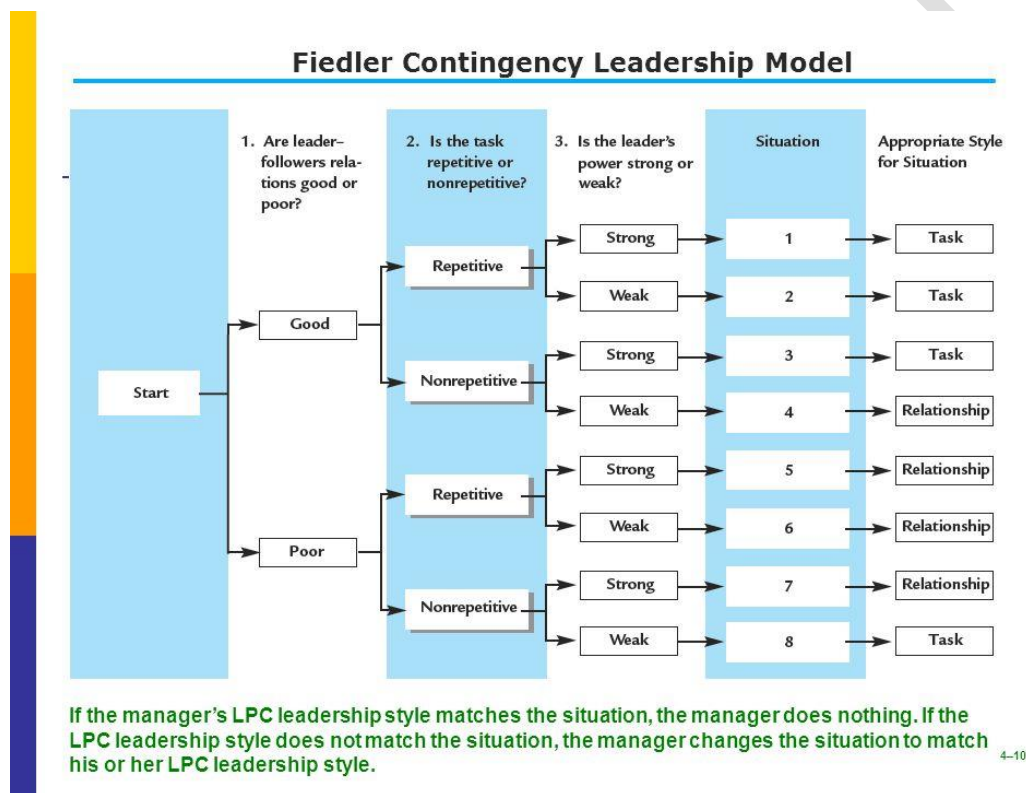 Fiedler Contingency Leadership Model
1. Are leader–
followers rela-
tions good or
poor?
2. Is the task
repetitive or
nonrepetitive?
3. Is the leader's
power strong or
weak?
Situation
Appropriate Style
for Situation
Start
Good
Poor
Repetitive
Nonrepetitive
Repetitive
Nonrepetitive
Strong
1
Task
Weak
2
Task
Strong
3
Task
Weak
4
Relationship
Strong
5
Relationship
Weak
6
Relationship
Strong
7
Relationship
Weak
8
Task
If the manager's LPC leadership style matches the situation, the manager does nothing. If the
LPC leadership style does not match the situation, the manager changes the situation to match
his or her LPC leadership style.
4–10